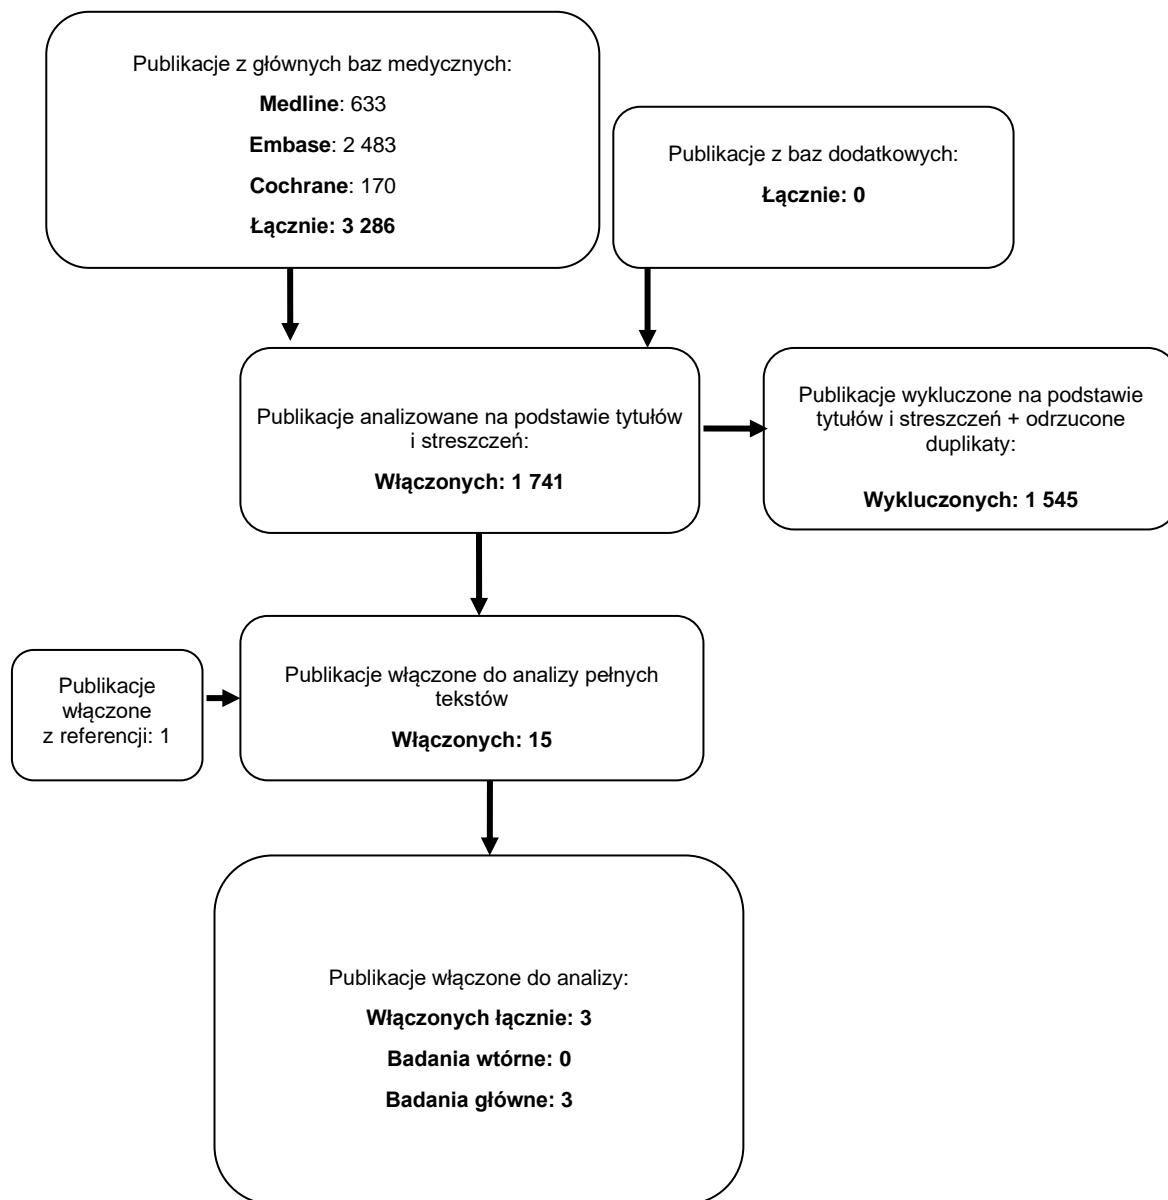 Publikacje z głównych baz medycznych:
Medline: 633
Embase: 2 483
Cochrane: 170
Łącznie: 3 286
Publikacje z baz dodatkowych:
Łącznie: 0
Publikacje analizowane na podstawie tytułów
i streszczeń:
Włączonych: 1 741
Publikacje wykluczone na podstawie
tytułów i streszczeń + odrzucone
duplikaty:
Wykluczonych: 1 545
Publikacje
włączone
z referencji: 1
Publikacje włączone do analizy pełnych
tekstów
Włączonych: 15
Publikacje włączone do analizy:
Włączonych łącznie: 3
Badania wtórne: 0
Badania główne: 3